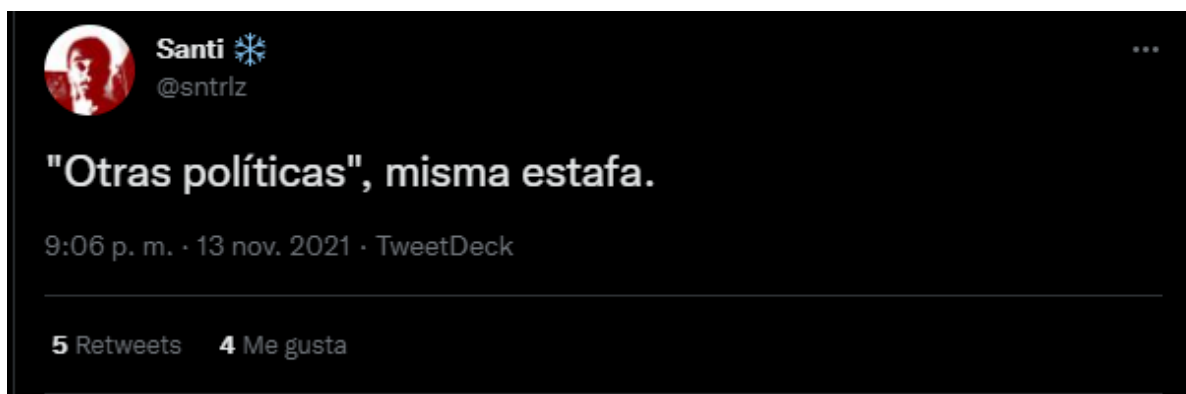 Santi ❄️
@sntrlz
"Otras políticas", misma estafa.
9:06 p. m. · 13 nov. 2021 · TweetDeck
5 Retweets 4 Me gusta